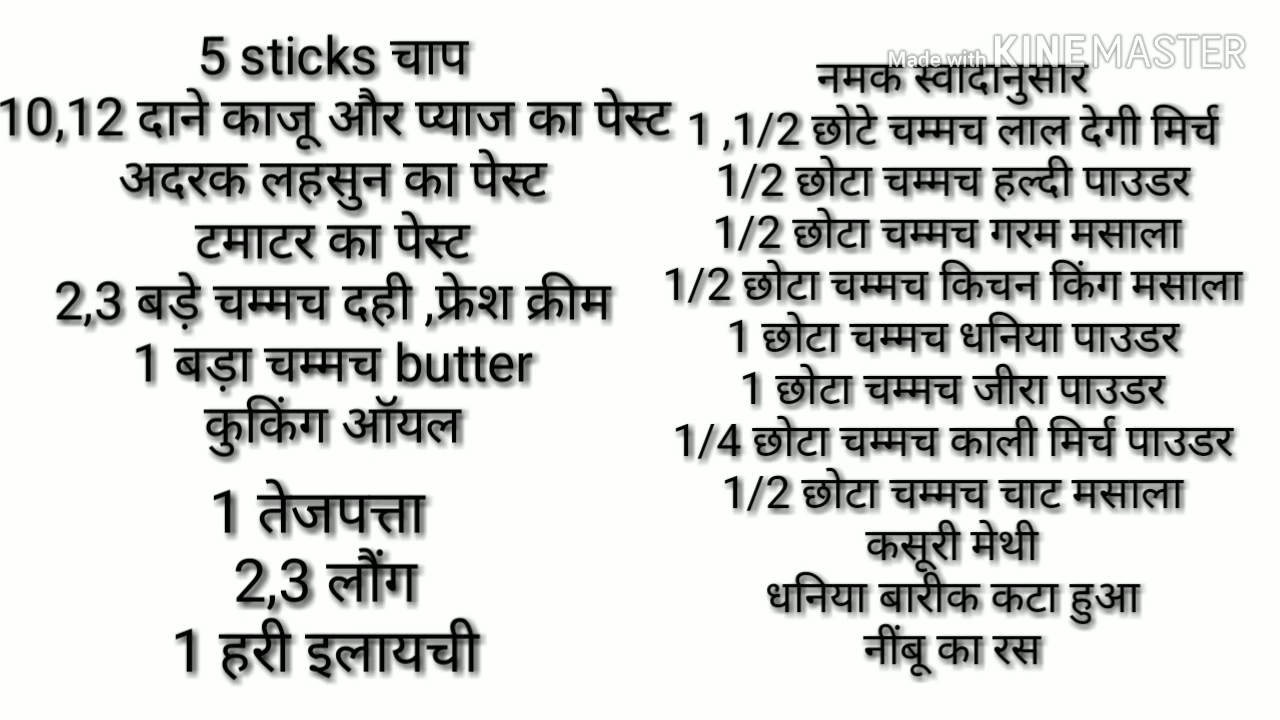 5 sticks चाप
10,12 दाने काजू और प्याज का पेस्ट
अदरक लहसुन का पेस्ट
टमाटर का पेस्ट
2,3 बड़े चम्मच दही ,फ्रेश क्रीम
1 बड़ा चम्मच butter
कुकिंग ऑयल
1 तेजपत्ता
2,3 लौंग
1 हरी इलायची
Made with KINEMASTER
नमक स्वादानुसार
1 ,1/2 छोटे चम्मच लाल देगी मिर्च
1/2 छोटा चम्मच हल्दी पाउडर
1/2 छोटा चम्मच गरम मसाला
1/2 छोटा चम्मच किचन किंग मसाला
1 छोटा चम्मच धनिया पाउडर
1 छोटा चम्मच जीरा पाउडर
1/4 छोटा चम्मच काली मिर्च पाउडर
1/2 छोटा चम्मच चाट मसाला
कसूरी मेथी
धनिया बारीक कटा हुआ
नींबू का रस